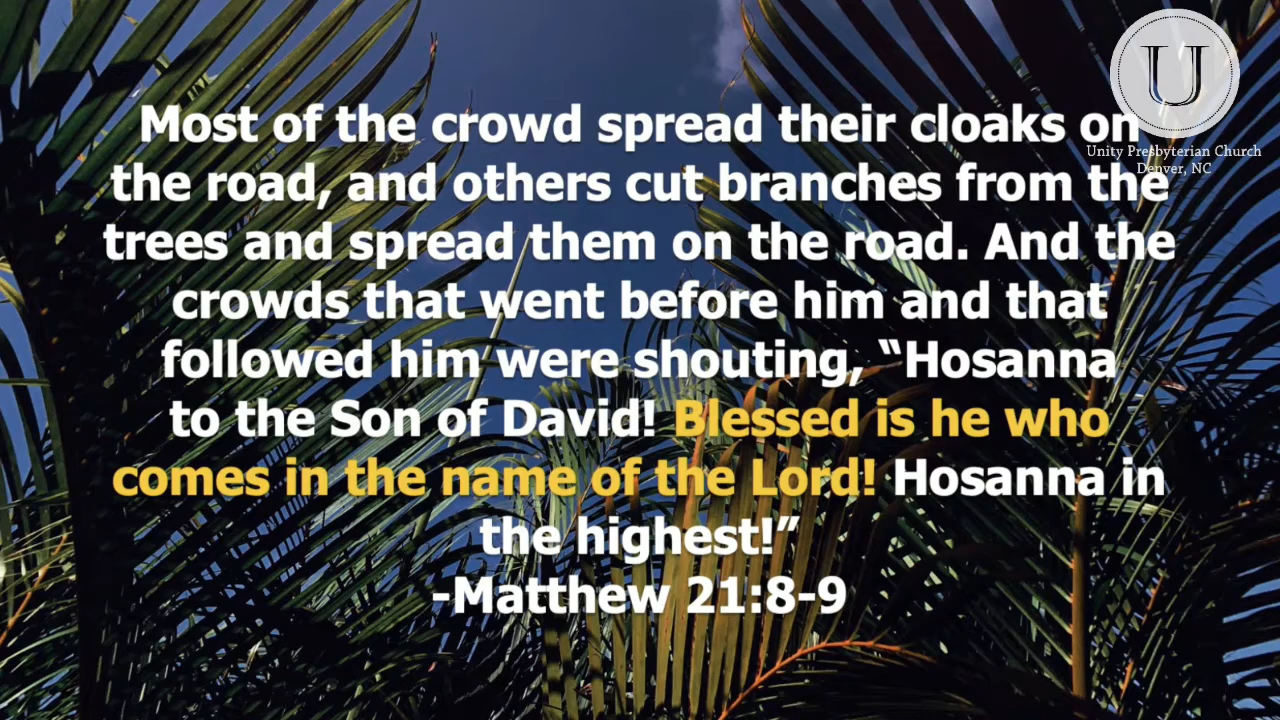 Most of the crowd spread their cloaks on
the road, and others cut branches from the
trees and spread them on the road. And the
crowds that went before him and that
followed him were shouting, “Hosanna
to the Son of David! Blessed is he who
comes in the name of the Lord! Hosanna in
the highest!”
-Matthew 21:8-9
U
Unity Presbyterian Church
Denver, NC